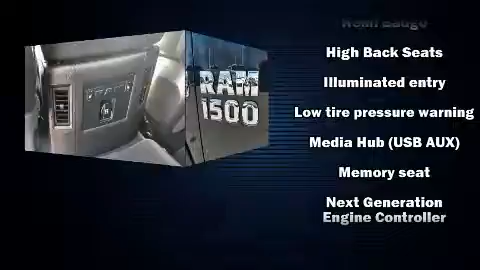 High Back Seats
Illuminated entry
Low tire pressure warning
Media Hub (USB AUX)
Memory seat
Next Generation
Engine Controller
RAM
1500